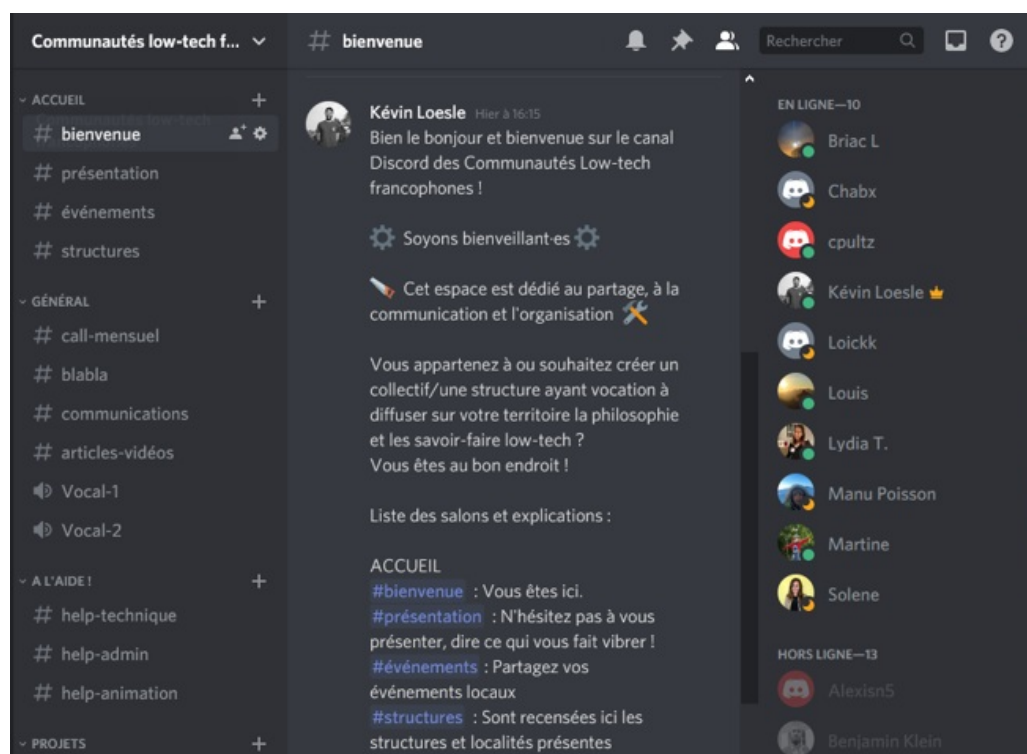 Communautés low-tech f...
# bienvenue
Rechercher
ACCUEIL
# bienvenue
# présentation
# événements
# structures
GÉNÉRAL
# call-mensuel
# blabla
# communications
# articles-vidéos
Vocal-1
Vocal-2
A L'AIDE !
# help-technique
# help-admin
# help-animation
PROJETS
Kévin Loesle Hier à 16:15
Bien le bonjour et bienvenue sur le canal
Discord des Communautés Low-tech
francophones !
Soyons bienveillant·es
Cet espace est dédié au partage, à la
communication et l'organisation
Vous appartenez à ou souhaitez créer un
collectif/une structure ayant vocation à
diffuser sur votre territoire la philosophie
et les savoir-faire low-tech ?
Vous êtes au bon endroit !
Liste des salons et explications :
ACCUEIL
#bienvenue : Vous êtes ici.
#présentation : N'hésitez pas à vous
présenter, dire ce qui vous fait vibrer !
#événements : Partagez vos
événements locaux
#structures : Sont recensées ici les
structures et localités présentes
EN LIGNE—10
Briac L
Chabx
cpultz
Kévin Loesle
Loickk
Louis
Lydia T.
Manu Poisson
Martine
Solene
HORS LIGNE—13
Alexisn5
Benjamin Klein